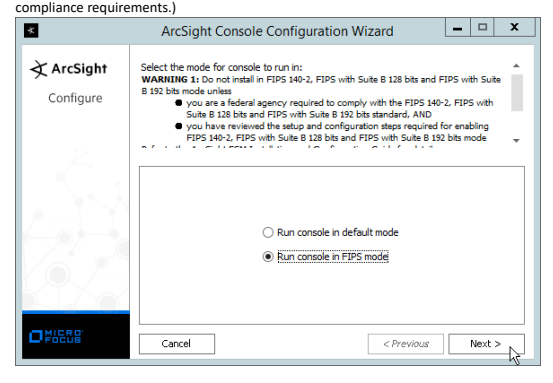 compliance requirements.)
ArcSight Console Configuration Wizard
ArcSight
Configure
Select the mode for console to run in:
WARNING 1: Do not install in FIPS 140-2, FIPS with Suite B 128 bits and FIPS with Suite
B 192 bits mode unless
● you are a federal agency required to comply with the FIPS 140-2, FIPS with
Suite B 128 bits and FIPS with Suite B 192 bits standard, AND
● you have reviewed the setup and configuration steps required for enabling
FIPS 140-2, FIPS with Suite B 128 bits and FIPS with Suite B 192 bits mode
Run console in default mode
Run console in FIPS mode
MICRO
FOCUS
Cancel
< Previous
Next >